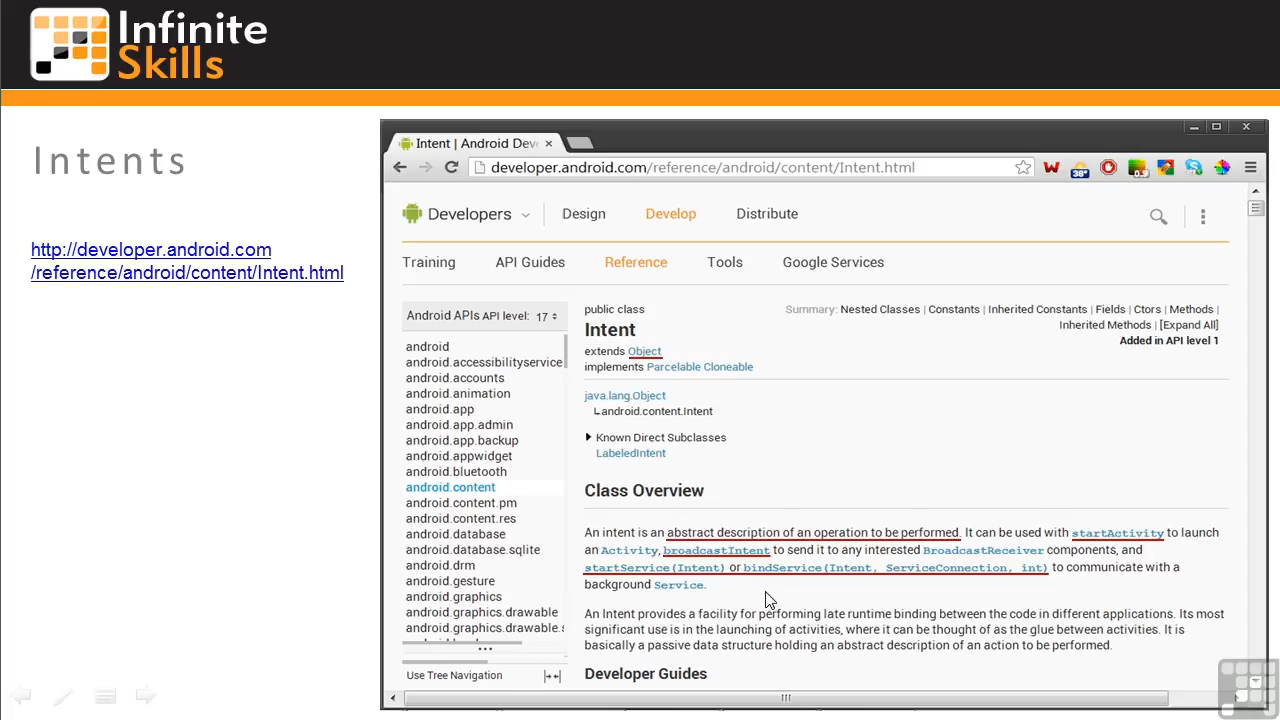 Infinite
Skills
Intents
http://developer.android.com
/reference/android/content/Intent.html
Intent | Android Dev
developer.android.com/reference/android/content/Intent.html
Developers
Design
Develop
Distribute
Training
API Guides
Reference
Tools
Google Services
Android APIs API level: 17
android
android.accessibilityservice
android.accounts
android.animation
android.app
android.app.admin
android.app.backup
android.appwidget
android.bluetooth
android.content
android.content.pm
android.content.res
android.database
android.database.sqlite
android.drm
android.gesture
android.graphics
android.graphics.drawable
android.graphics.drawable.s
Use Tree Navigation
public class
Summary: Nested Classes | Constants | Inherited Constants | Fields | Ctors | Methods |
Intent
Inherited Methods | [Expand All]
Added in API level 1
extends Object
implements Parcelable Cloneable
java.lang.Object
↳android.content.Intent
Known Direct Subclasses
LabeledIntent
Class Overview
An intent is an abstract description of an operation to be performed. It can be used with startActivity to launch
an Activity, broadcastIntent to send it to any interested BroadcastReceiver components, and
startService(Intent) or bindService(Intent, ServiceConnection, int) to communicate with a
background Service.
An Intent provides a facility for performing late runtime binding between the code in different applications. Its most
significant use is in the launching of activities, where it can be thought of as the glue between activities. It is
basically a passive data structure holding an abstract description of an action to be performed.
Developer Guides